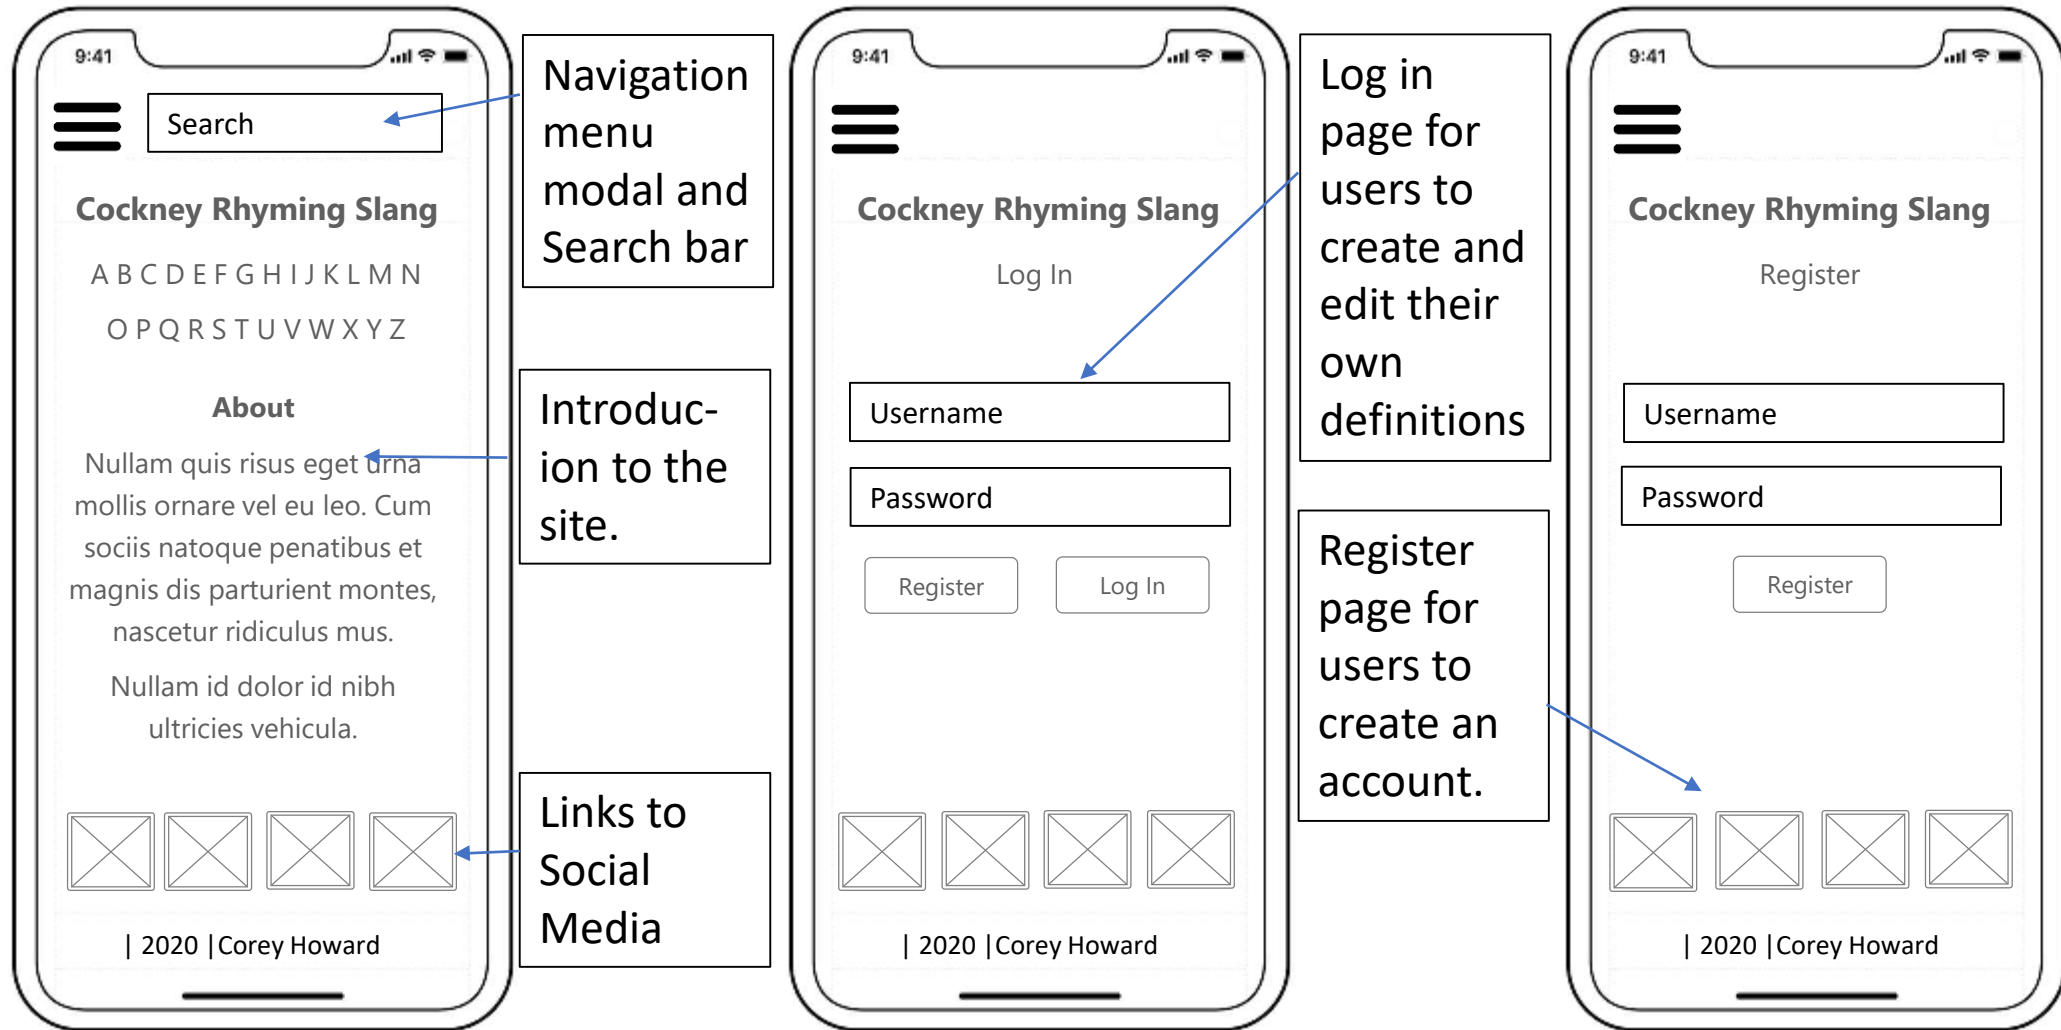 9:41
Search
Cockney Rhyming Slang
A B C D E F G H I J K L M N
O P Q R S T U V W X Y Z
About
Nullam quis risus eget urna
mollis ornare vel eu leo. Cum
sociis natoque penatibus et
magnis dis parturient montes,
nascetur ridiculus mus.
Nullam id dolor id nibh
ultricies vehicula.
| 2020 |Corey Howard
Navigation
menu
modal and
Search bar
Introduc-
ion to the
site.
Links to
Social
Media
9:41
Cockney Rhyming Slang
Log In
Username
Password
Register
Log In
| 2020 |Corey Howard
Log in
page for
users to
create and
edit their
own
definitions
Register
page for
users to
create an
account.
9:41
Cockney Rhyming Slang
Register
Username
Password
Register
| 2020 |Corey Howard